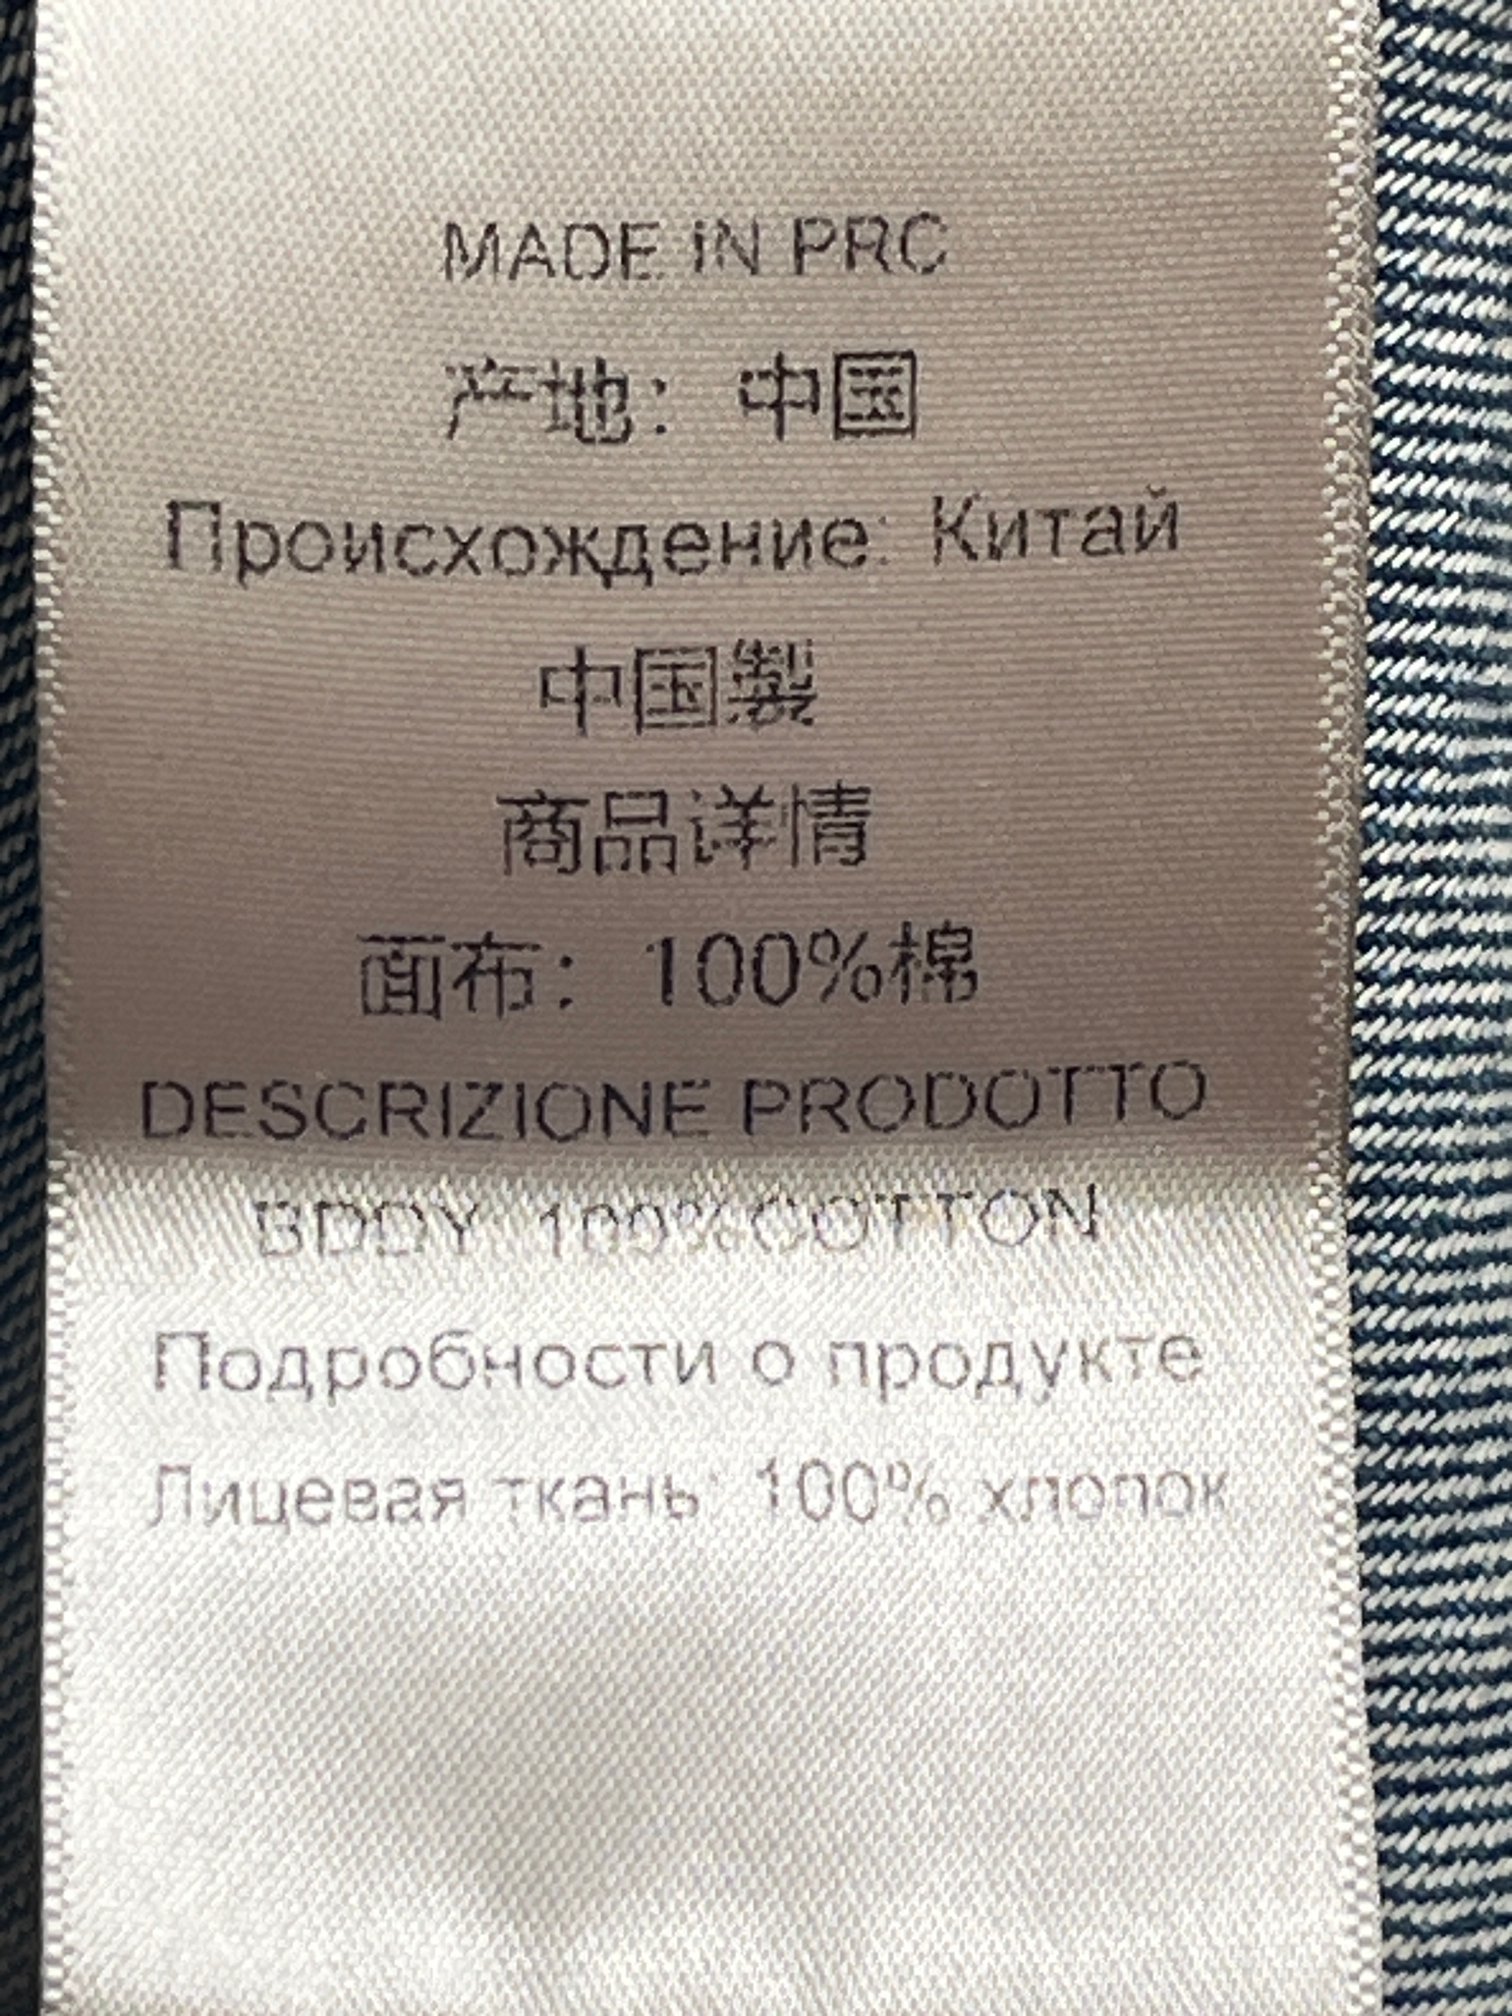 MADE IN PRC
产地：中国
Происхождение: Китай
中国製
商品详情
面布：100%棉
DESCRIZIONE PRODOTTO
BDDY: 100%COTTON
Подробности о продукте
Лицевая ткань: 100% хлопок